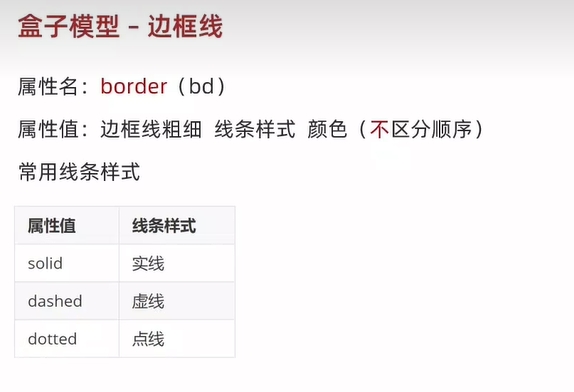 盒子模型 – 边框线
属性名：border（bd）
属性值：边框线粗细 线条样式 颜色（不区分顺序）
常用线条样式
属性值 线条样式
solid 实线
dashed 虚线
dotted 点线